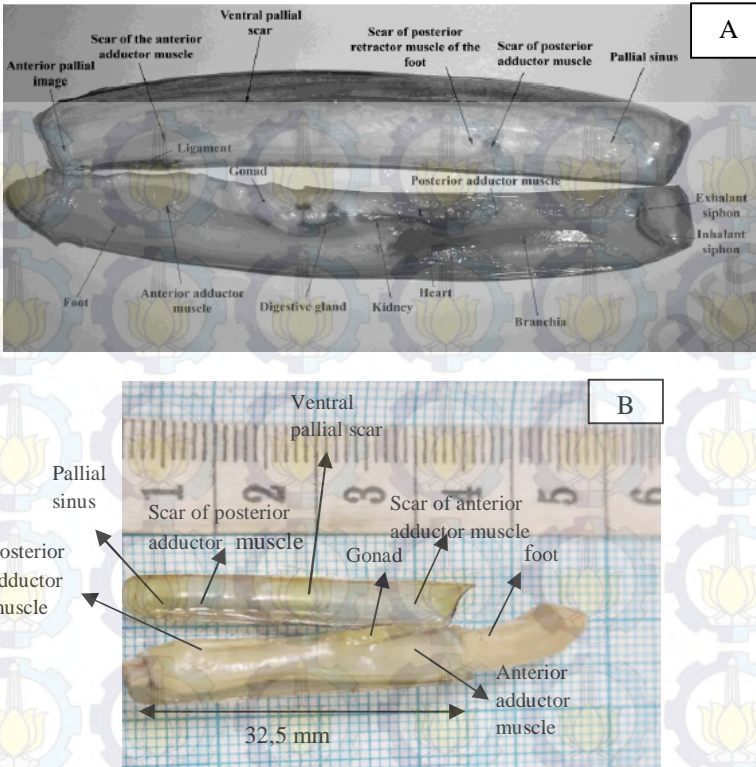 A
Ventral pallial
scar
Scar of the anterior
adductor muscle
Scar of posterior
retractor muscle of the
foot
Scar of posterior
adductor muscle
Pallial sinus
Anterior pallial
image
Ligament
Gonad
Posterior adductor muscle
Exhalant
siphon
Inhalant
siphon
Foot
Anterior adductor
muscle
Digestive gland
Kidney
Heart
Branchia
B
Ventral
pallial scar
1 2 3 4 5 6
Pallial
sinus
Scar of posterior
adductor muscle
Scar of anterior
adductor muscle
Gonad
foot
osterior
dductor
uscle
Anterior
adductor
muscle
32,5 mm